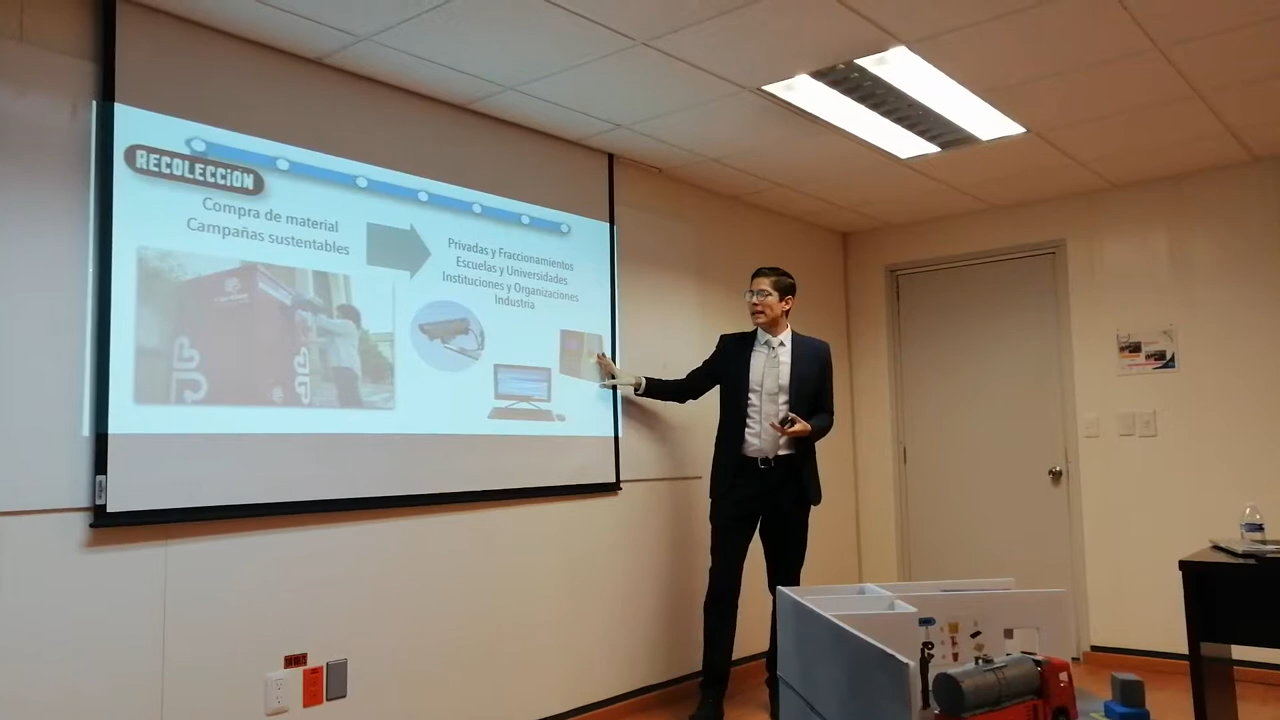 RECOLECCIÓN
Compra de material
Campañas sustentables
Privadas y Fraccionamientos
Escuelas y Universidades
Instituciones y Organizaciones
Industria